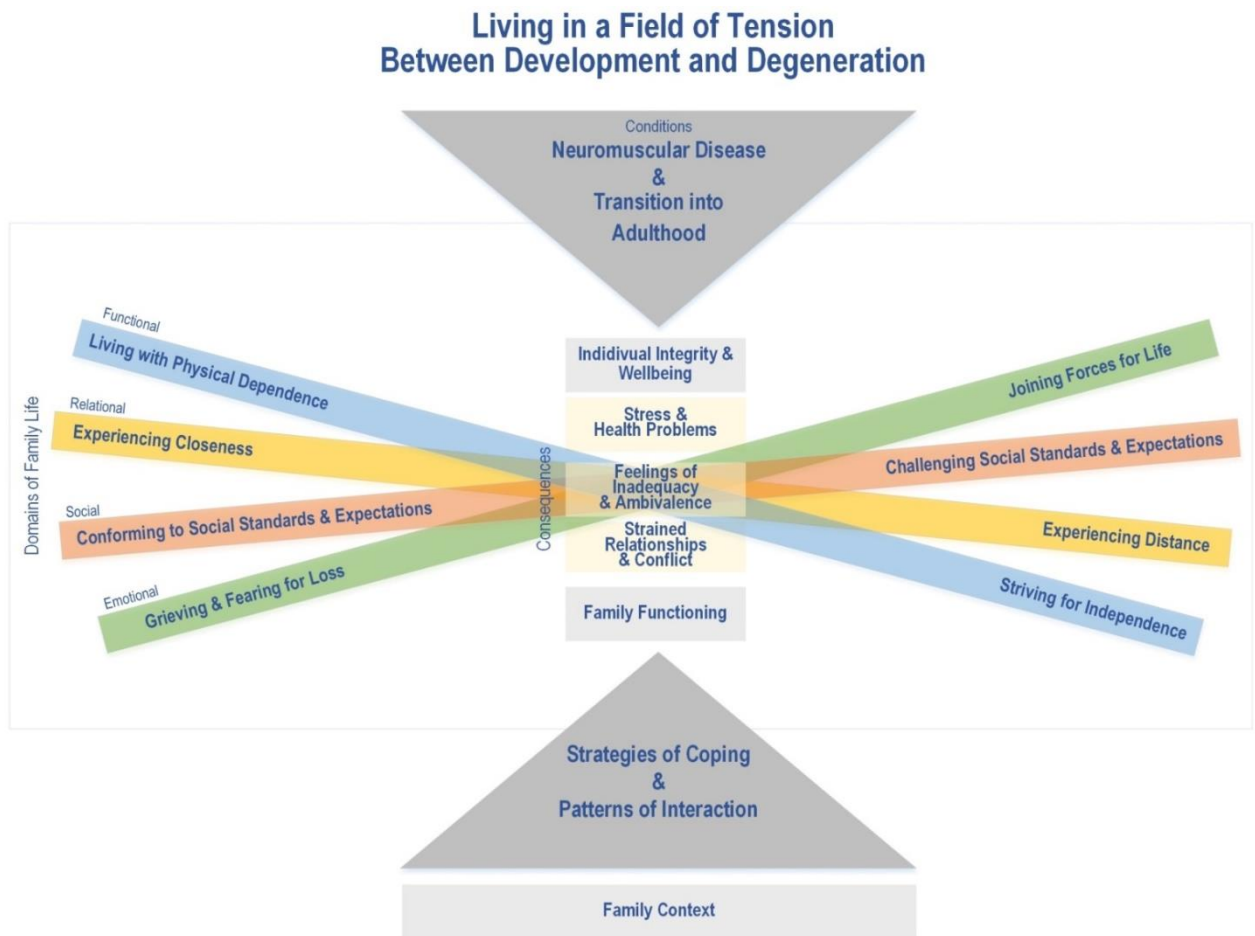 Living in a Field of Tension
Between Development and Degeneration
Conditions
Neuromuscular Disease
&
Transition into
Adulthood
Domains of Family Life
Functional
Living with Physical Dependence
Relational
Experiencing Closeness
Social
Conforming to Social Standards & Expectations
Emotional
Grieving & Fearing for Loss
Consequences
Indidivual Integrity &
Wellbeing
Stress &
Health Problems
Feelings of
Inadequacy
& Ambivalence
Strained
Relationships
& Conflict
Family Functioning
Joining Forces for Life
Challenging Social Standards & Expectations
Experiencing Distance
Striving for Independence
Strategies of Coping
&
Patterns of Interaction
Family Context